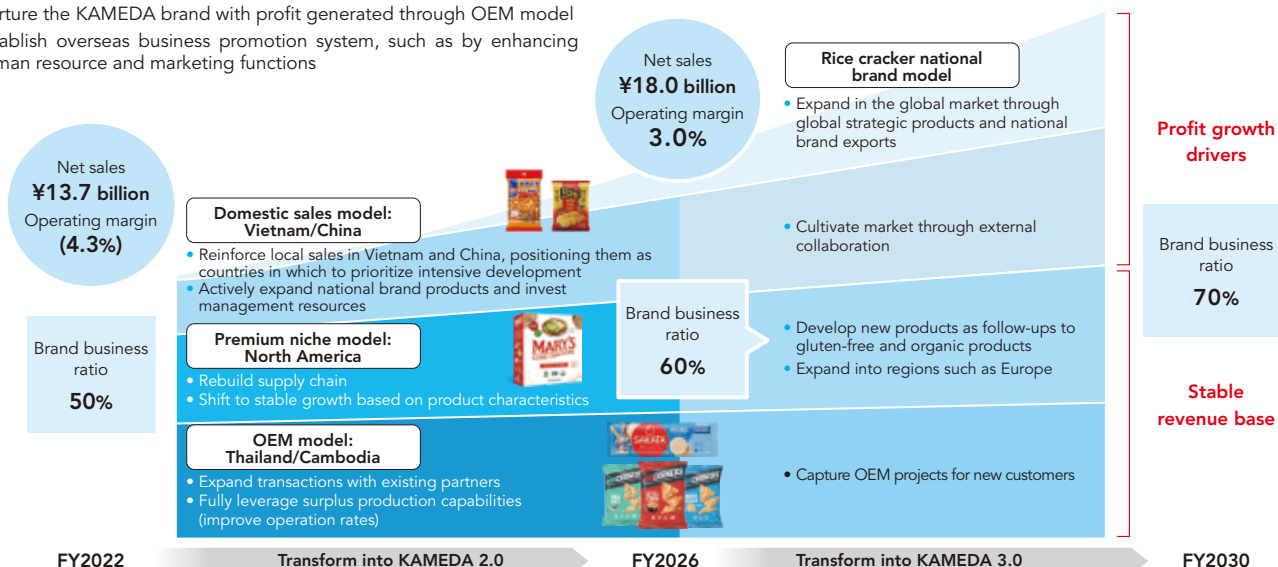 rture the KAMEDA brand with profit generated through OEM model
ablish overseas business promotion system, such as by enhancing
man resource and marketing functions
Net sales
¥13.7 billion
Operating margin
(4.3%)
Brand business
ratio
50%
Domestic sales model:
Vietnam/China
• Reinforce local sales in Vietnam and China, positioning them as
countries in which to prioritize intensive development
• Actively expand national brand products and invest
management resources
Premium niche model:
North America
• Rebuild supply chain
• Shift to stable growth based on product characteristics
MARY'S
OEM model:
Thailand/Cambodia
• Expand transactions with existing partners
• Fully leverage surplus production capabilities
(improve operation rates)
SAKATA
Net sales
¥18.0 billion
Operating margin
3.0%
Brand business
ratio
60%
Rice cracker national
brand model
• Expand in the global market through
global strategic products and national
brand exports
• Cultivate market through external
collaboration
• Develop new products as follow-ups to
gluten-free and organic products
• Expand into regions such as Europe
• Capture OEM projects for new customers
Profit growth
drivers
Brand business
ratio
70%
Stable
revenue base
FY2022
Transform into KAMEDA 2.0
FY2026
Transform into KAMEDA 3.0
FY2030